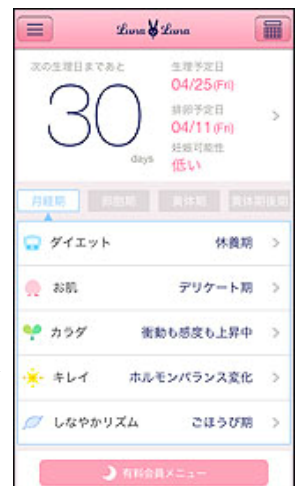 Luna Luna
次の生理日まであと
30
days
生理予定日
04/25(Fri)
排卵予定日
04/11(Fri)
妊娠可能性
低い
月経期
卵胞期
黄体期
黄体期後期
ダイエット 休養期
お肌 デリケート期
カラダ 衝動も感度も上昇中
キレイ ホルモンバランス変化
しなやかリズム ごほうび期
有料会員メニュー